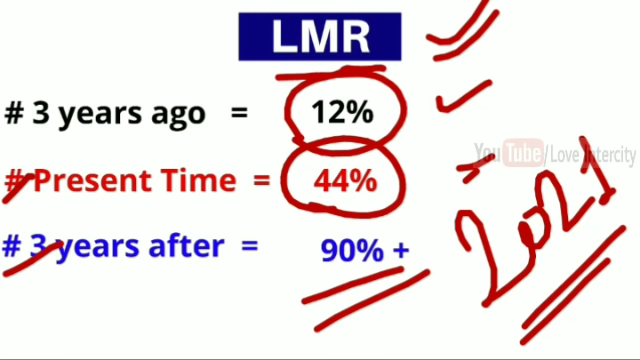 LMR
# 3 years ago = 12%
YouTube/Love Intercity
# Present Time = 44%
# 3 years after = 90% +
2021